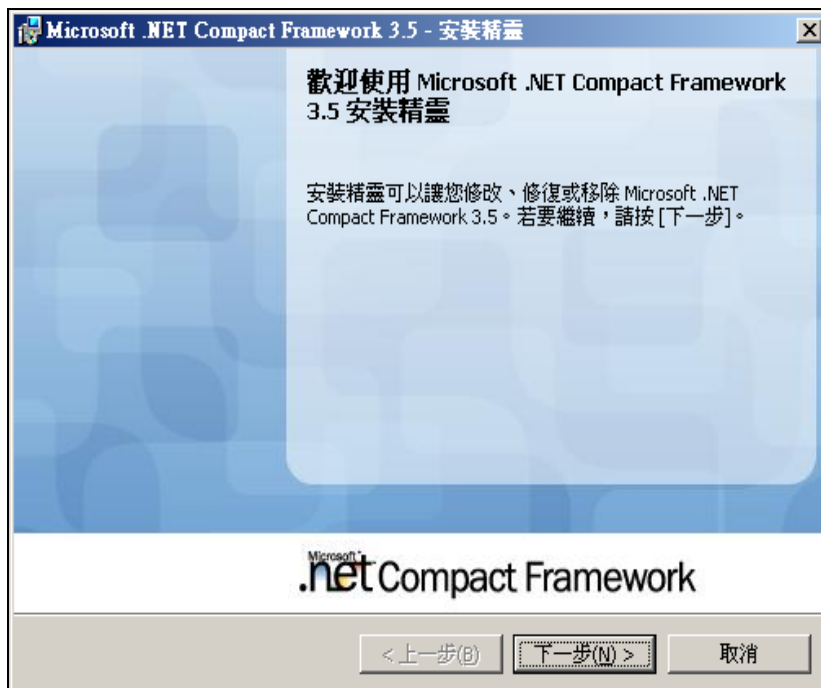 Microsoft .NET Compact Framework 3.5 - 安裝精靈
歡迎使用 Microsoft .NET Compact Framework
3.5 安裝精靈
安裝精靈可以讓您修改、修復或移除 Microsoft .NET
Compact Framework 3.5。若要繼續，請按 [下一步]。
Microsoft
.net Compact Framework
< 上一步(B)
下一步(N) >
取消